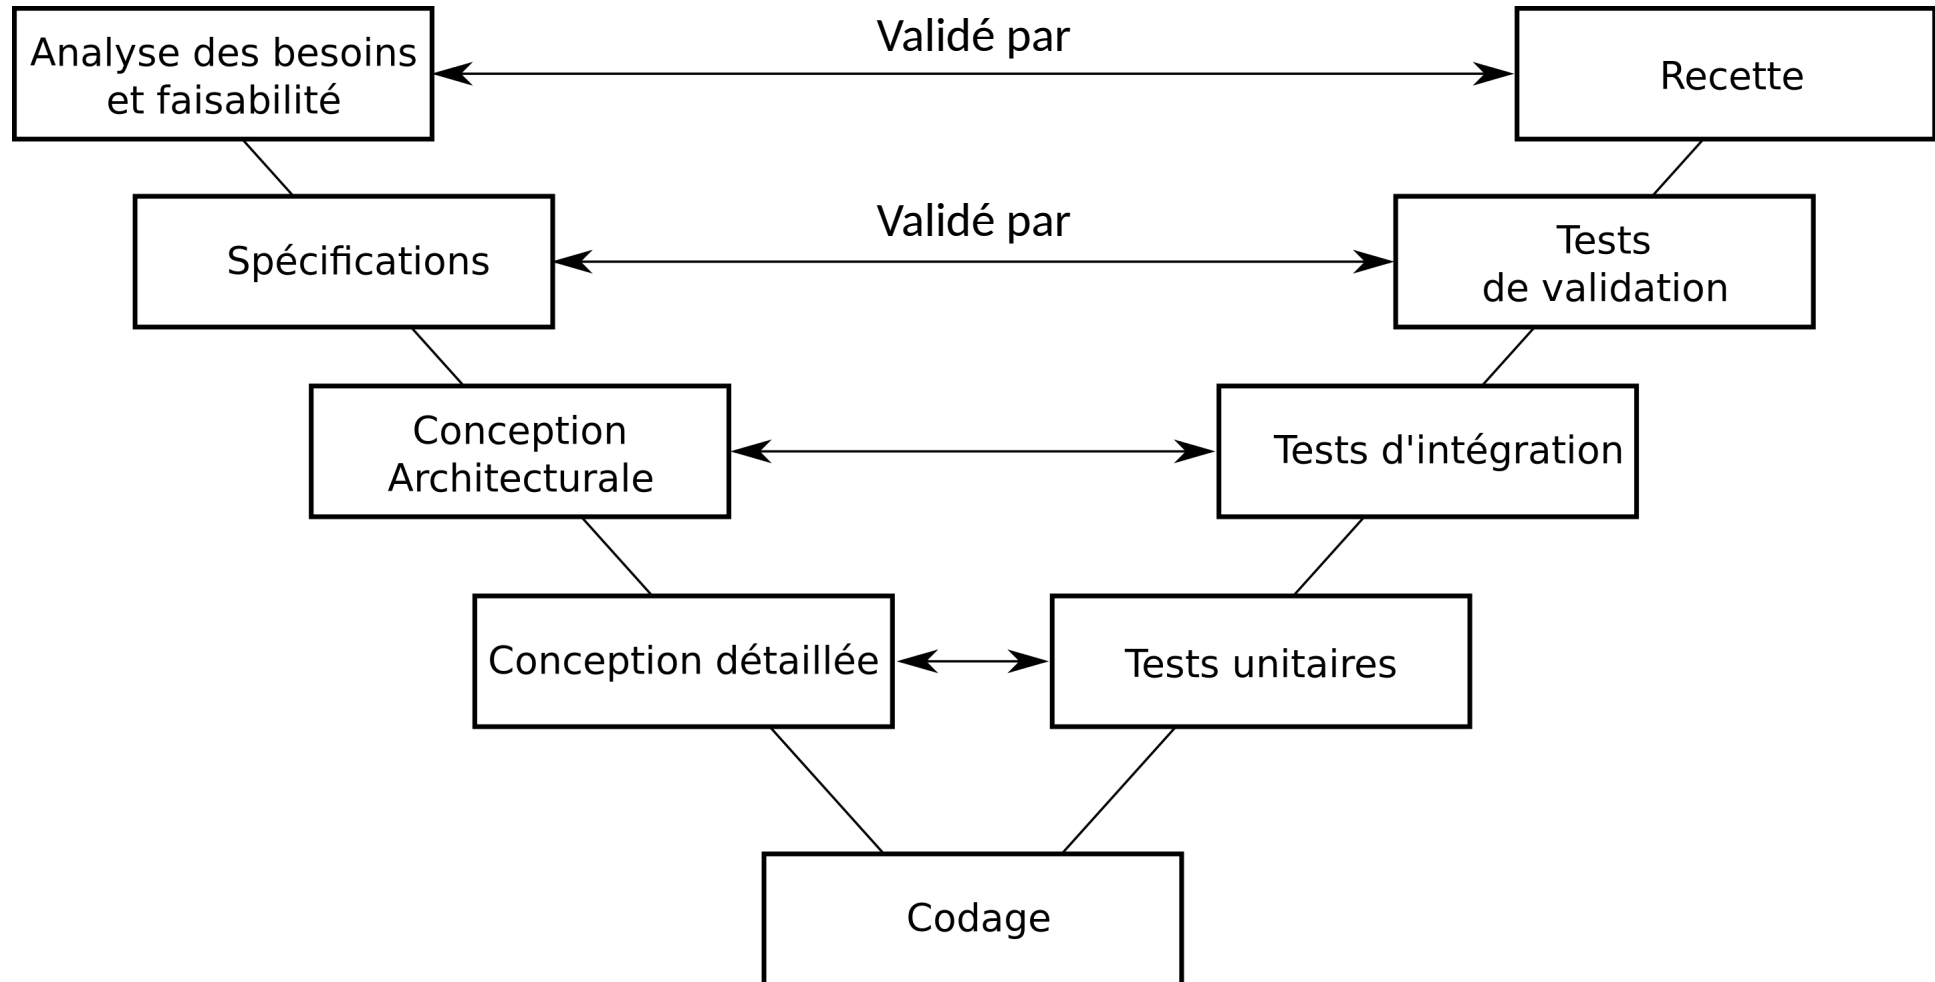 Analyse des besoins
et faisabilité
Validé par
Recette
Spécifications
Validé par
Tests
de validation
Conception
Architecturale
Tests d'intégration
Conception détaillée
Tests unitaires
Codage